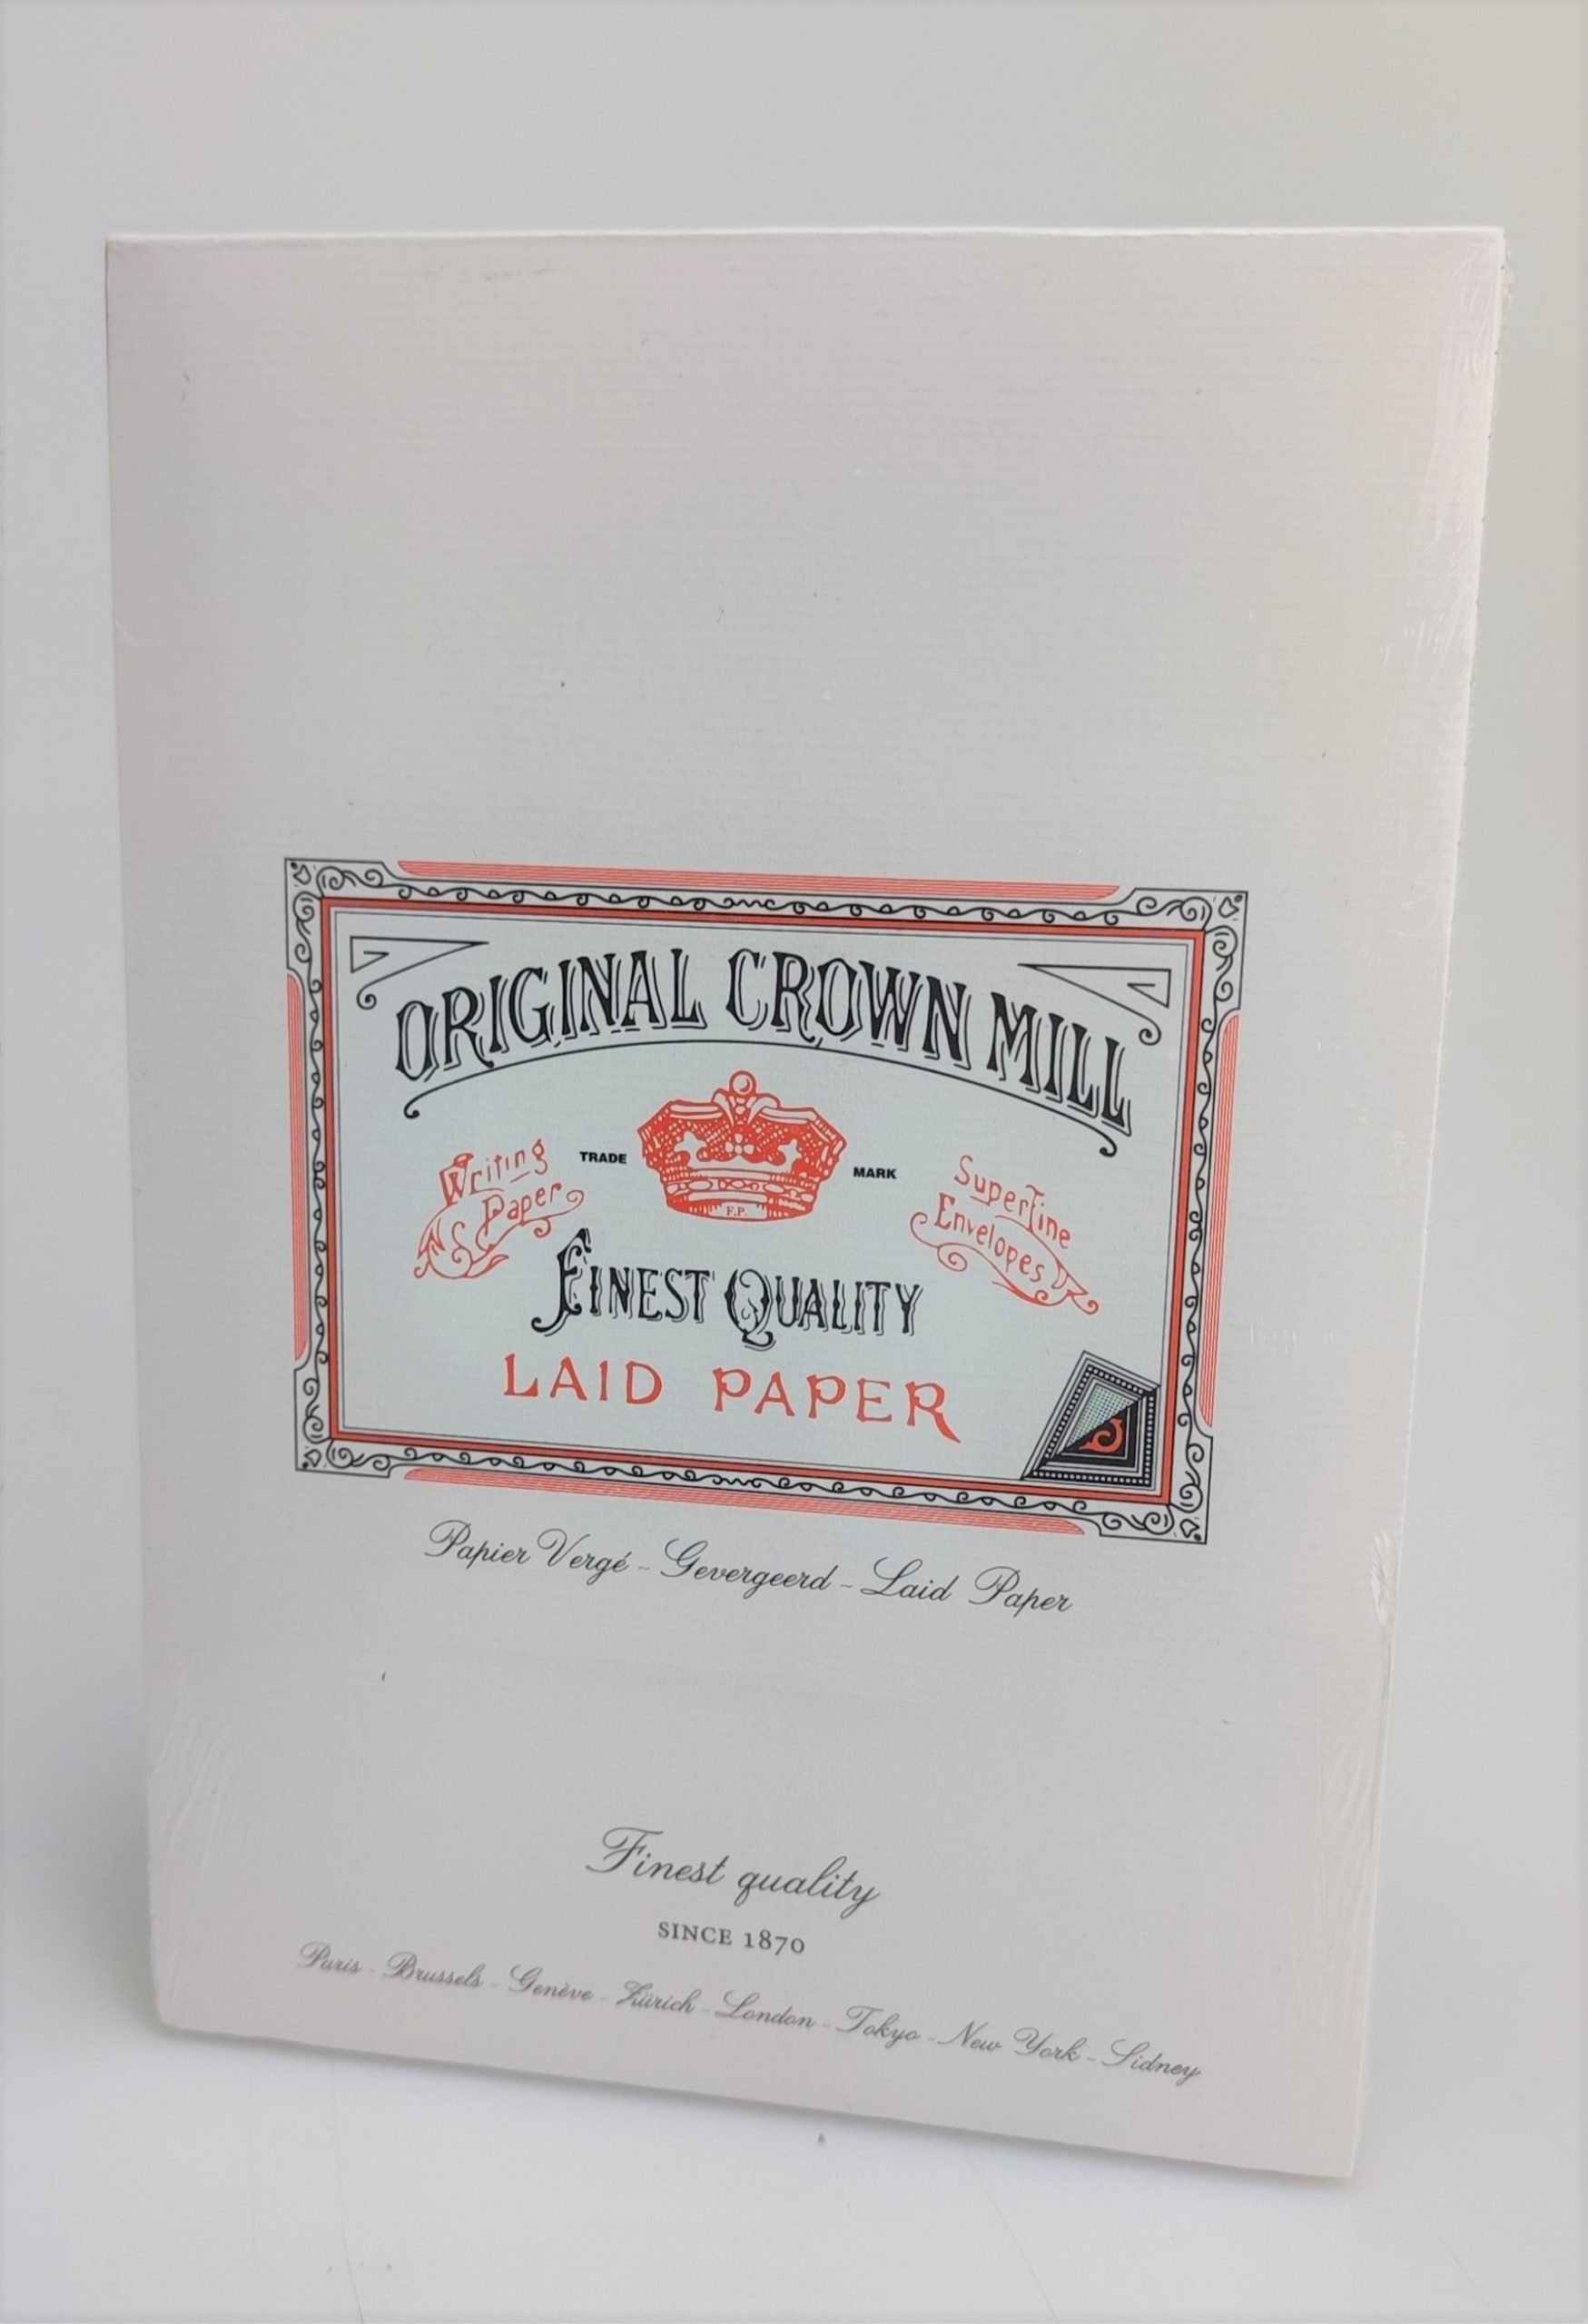 ORIGINAL CROWN MILL
Writing
Paper
TRADE
MARK
F.P.
Superfine
Envelopes
FINEST QUALITY
LAID PAPER
Papier Vergé - Gevergeerd - Laid Paper
Finest quality
SINCE 1870
Paris - Brussels - Genève - Zürich - London - Tokyo - New York - Sidney